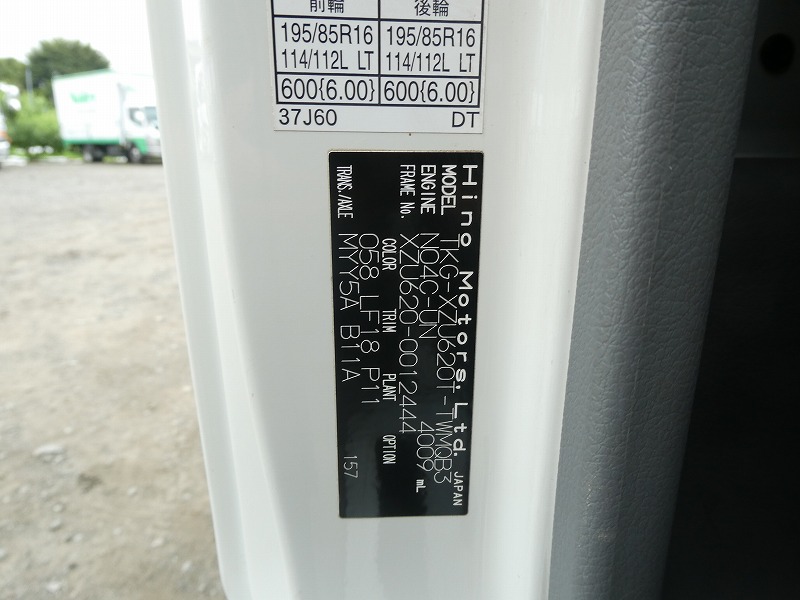 前輪 後輪
195/85R16 195/85R16
114/112L LT 114/112L LT
600{6.00} 600{6.00}
37J60 DT
Hino Motors, Ltd. JAPAN
MODEL TKG-XZU620T-TWMQB3
ENGINE N04C-UN 4009 mL
FRAME No. XZU620-0012444
COLOR TRIM PLANT OPTION
058 LF18 P11
TRANS./AXLE MYY5A B11A
157